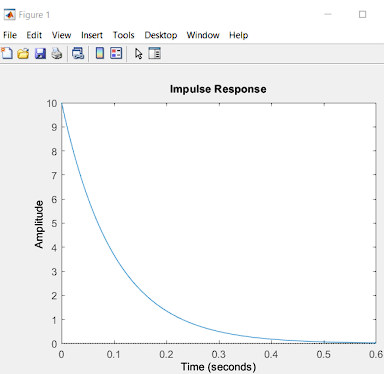 Figure 1
File Edit View Insert Tools Desktop Window Help
Impulse Response
Amplitude
10
9
8
7
6
5
4
3
2
1
0
0 0.1 0.2 0.3 0.4 0.5 0.6
Time (seconds)